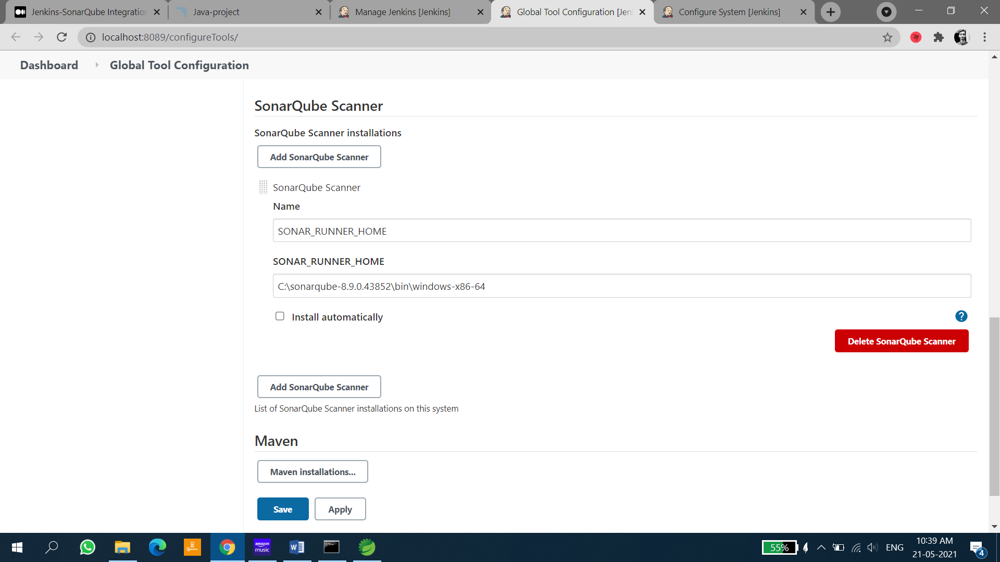 Jenkins-SonarQube Integration
Java-project
Manage Jenkins [Jenkins]
Global Tool Configuration [Jen
Configure System [Jenkins]
localhost:8089/configureTools/
Dashboard
Global Tool Configuration
SonarQube Scanner
SonarQube Scanner installations
Add SonarQube Scanner
SonarQube Scanner
Name
SONAR_RUNNER_HOME
SONAR_RUNNER_HOME
C:\sonarqube-8.9.0.43852\bin\windows-x86-64
Install automatically
?
Delete SonarQube Scanner
Add SonarQube Scanner
List of SonarQube Scanner installations on this system
Maven
Maven installations...
Save
Apply
amazon
music
55%
ENG
10:39 AM
21-05-2021
4